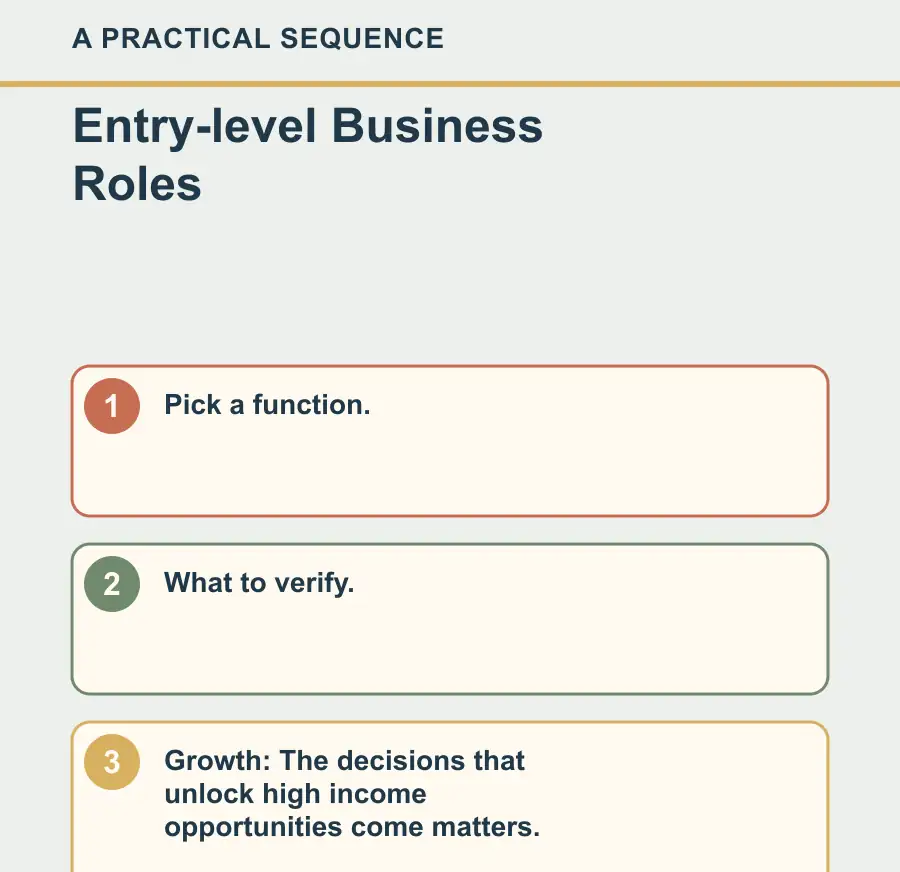 A PRACTICAL SEQUENCE
Entry-level Business
Roles
1
Pick a function.
2
What to verify.
3
Growth: The decisions that
unlock high income
opportunities come matters.